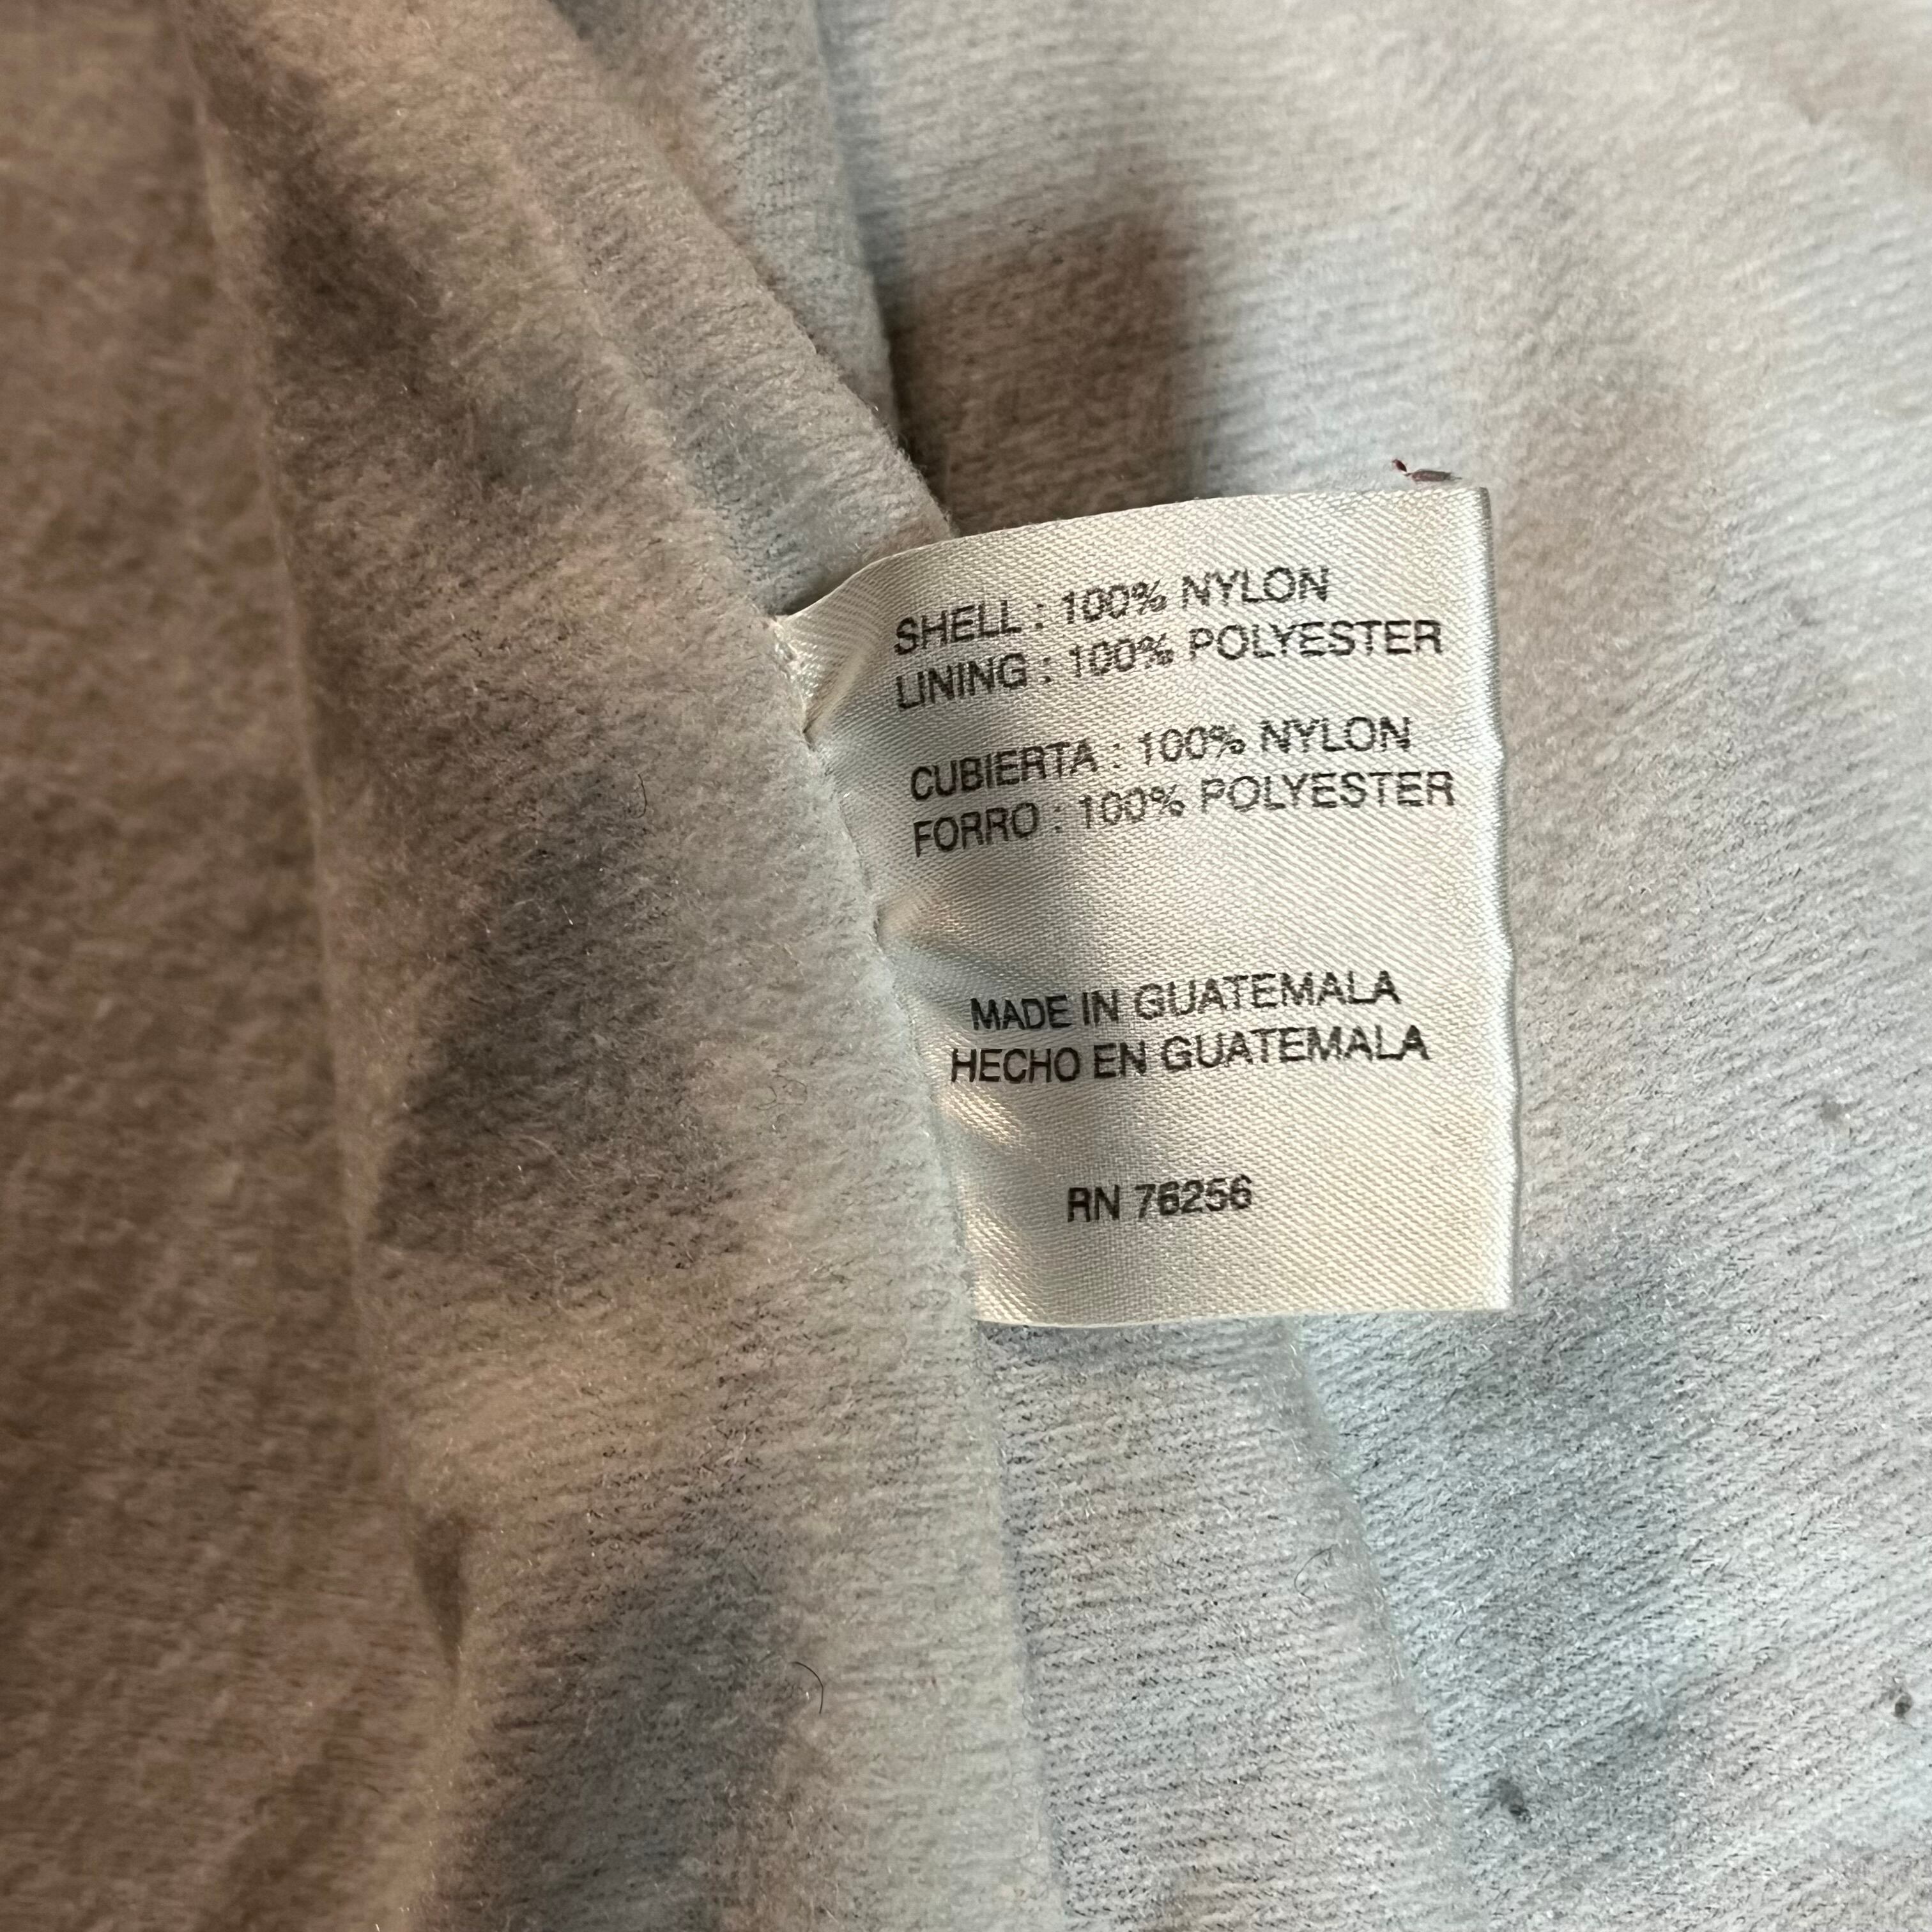 SHELL : 100% NYLON
LINING : 100% POLYESTER
CUBIERTA : 100% NYLON
FORRO : 100% POLYESTER
MADE IN GUATEMALA
HECHO EN GUATEMALA
RN 76256